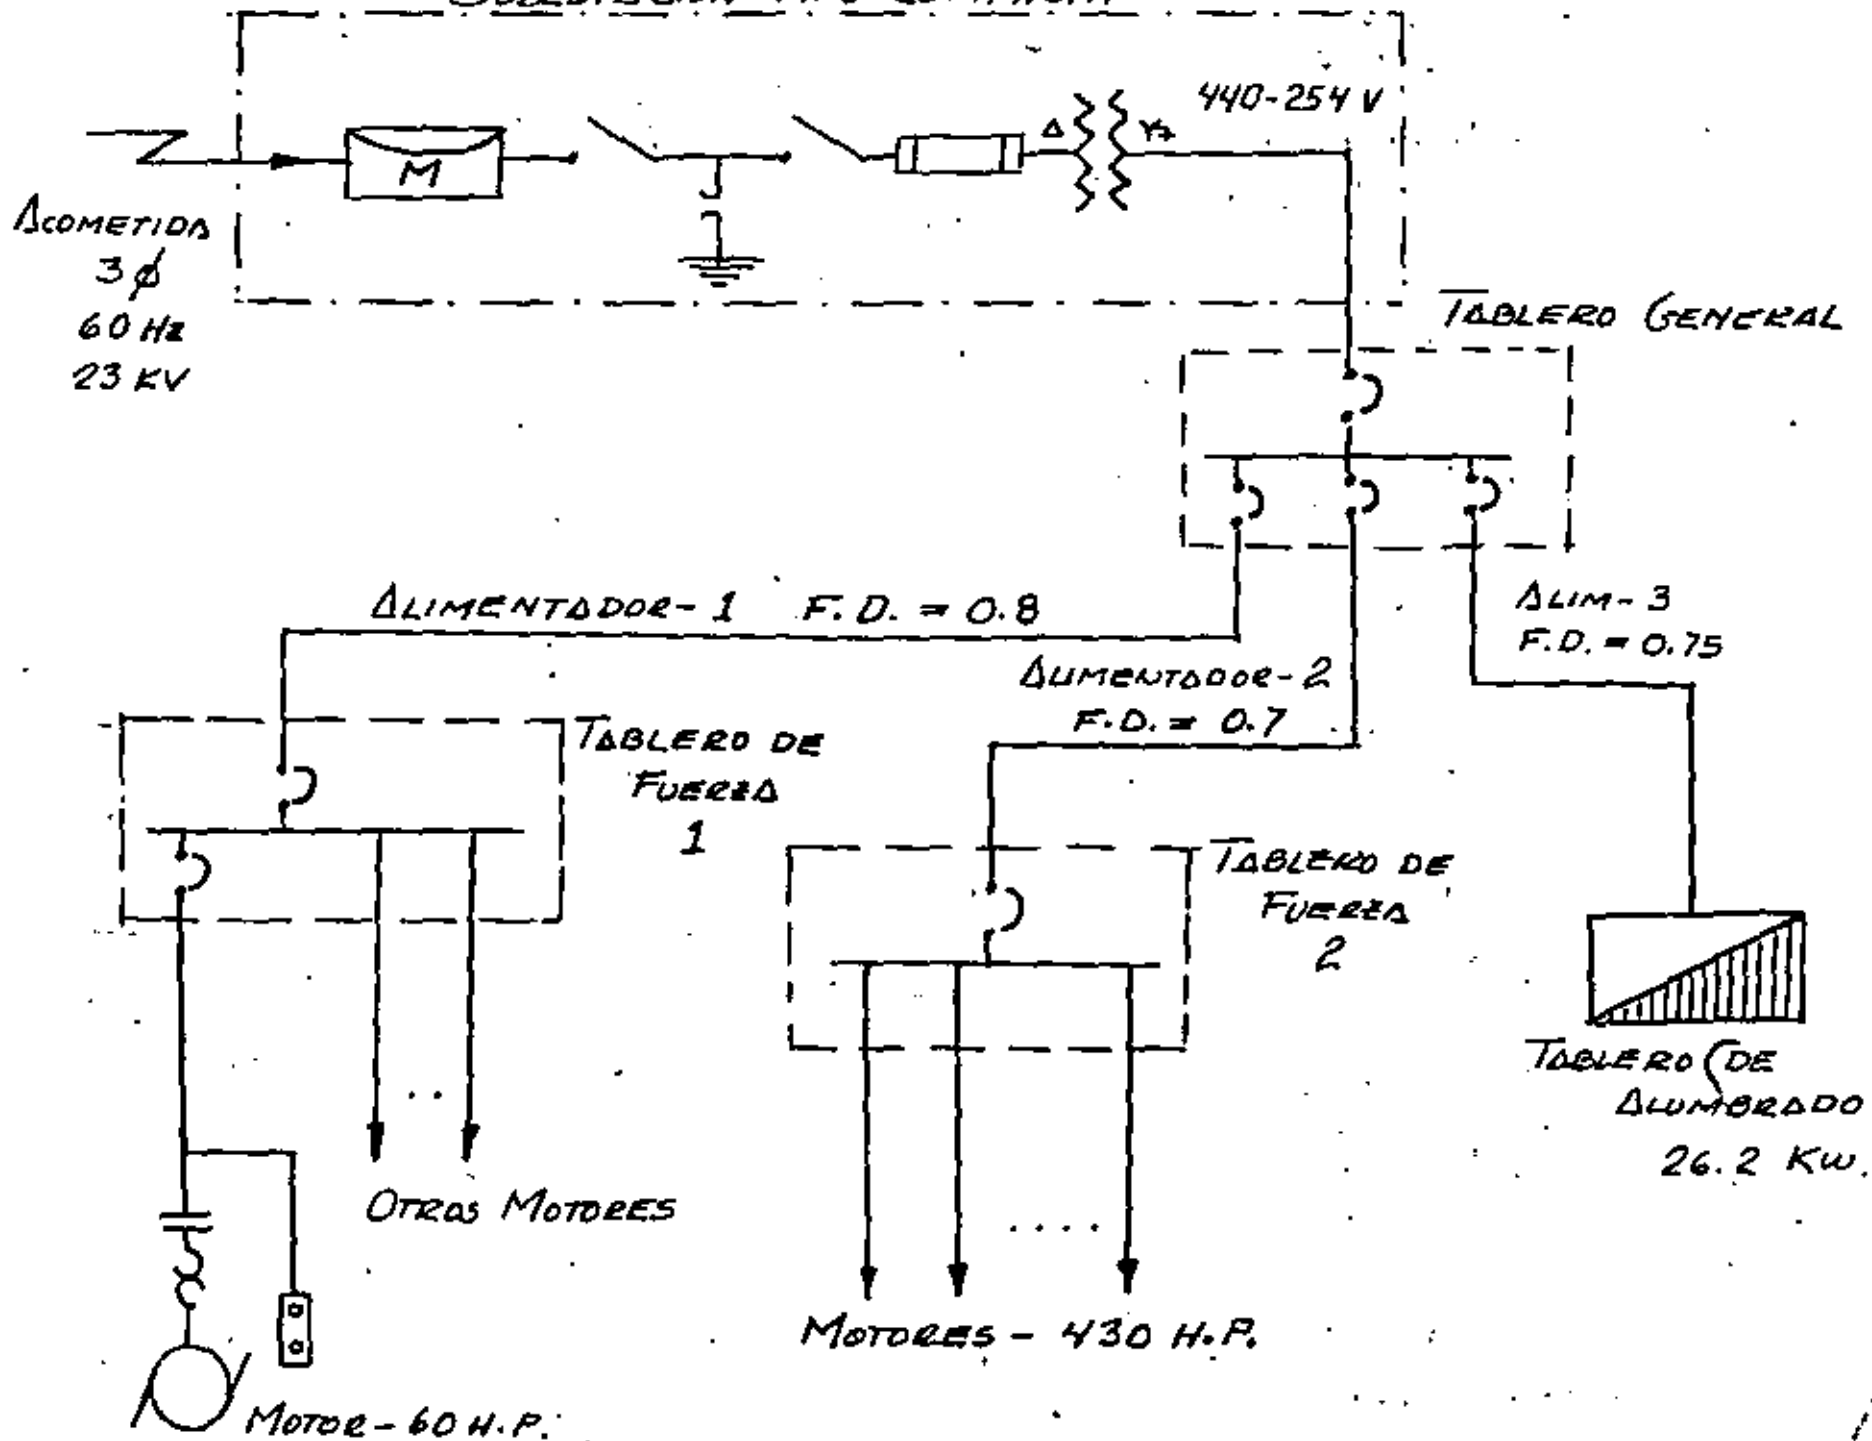 440-254 V
Δ
M
ACOMETIDA
3 Ø
60 Hz
23 KV
TABLERO GENERAL
ALIMENTADOR- 1 F.D. = 0.8
ALIM- 3
F.D. = 0.75
ALIMENTADOR- 2
F.D. = 0.7
TABLERO DE
FUERZA
1
TABLERO DE
FUERZA
2
TABLERO DE
ALUMBRADO
26.2 KW.
OTROS MOTORES
MOTORES - 430 H.P.
MOTOR - 60 H.P.